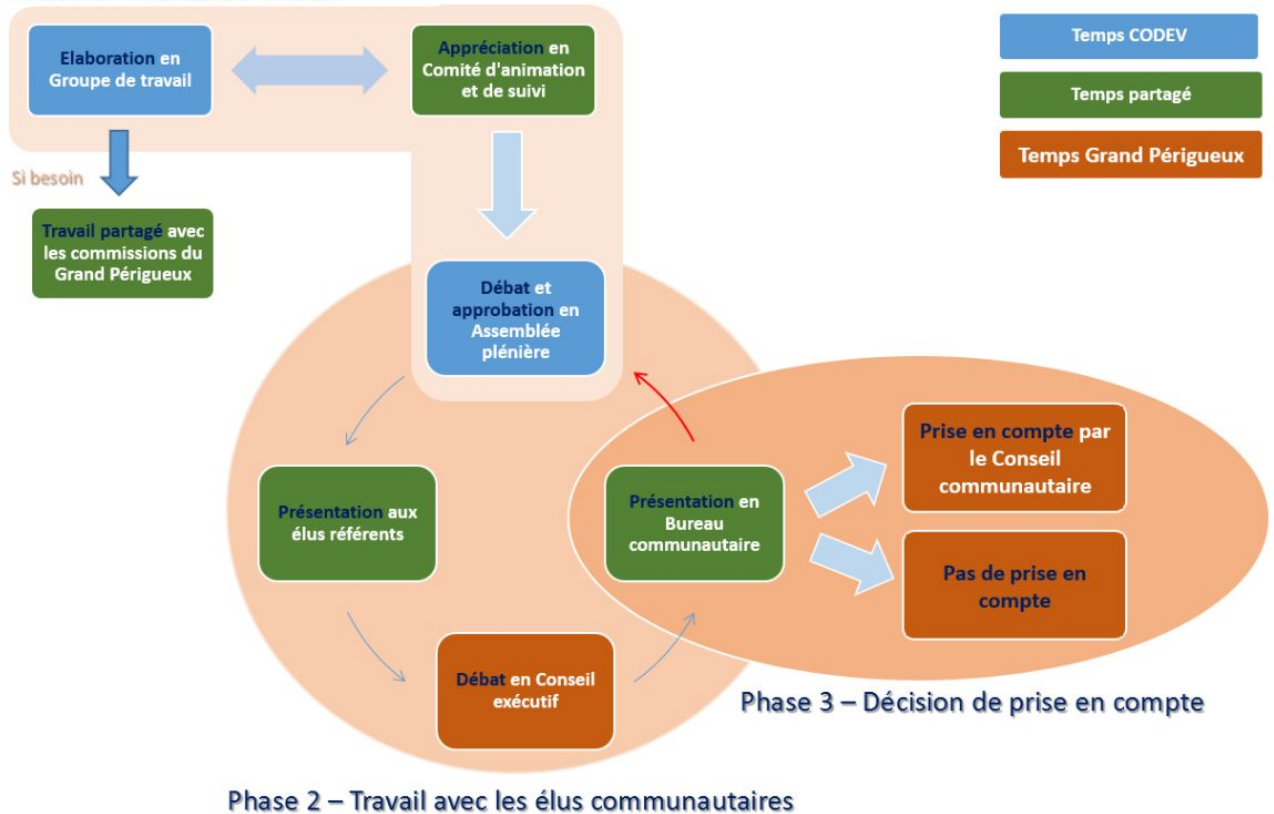 Elaboration en
Groupe de travail
Appréciation en
Comité d'animation
et de suivi
Temps CODEV
Temps partagé
Temps Grand Périgueux
Si besoin
Travail partagé avec
les commissions du
Grand Périgueux
Débat et
approbation en
Assemblée
plénière
Présentation aux
élus référents
Débat en Conseil
exécutif
Présentation en
Bureau
communautaire
Prise en compte par
le Conseil
communautaire
Pas de prise en
compte
Phase 3 – Décision de prise en compte
Phase 2 – Travail avec les élus communautaires